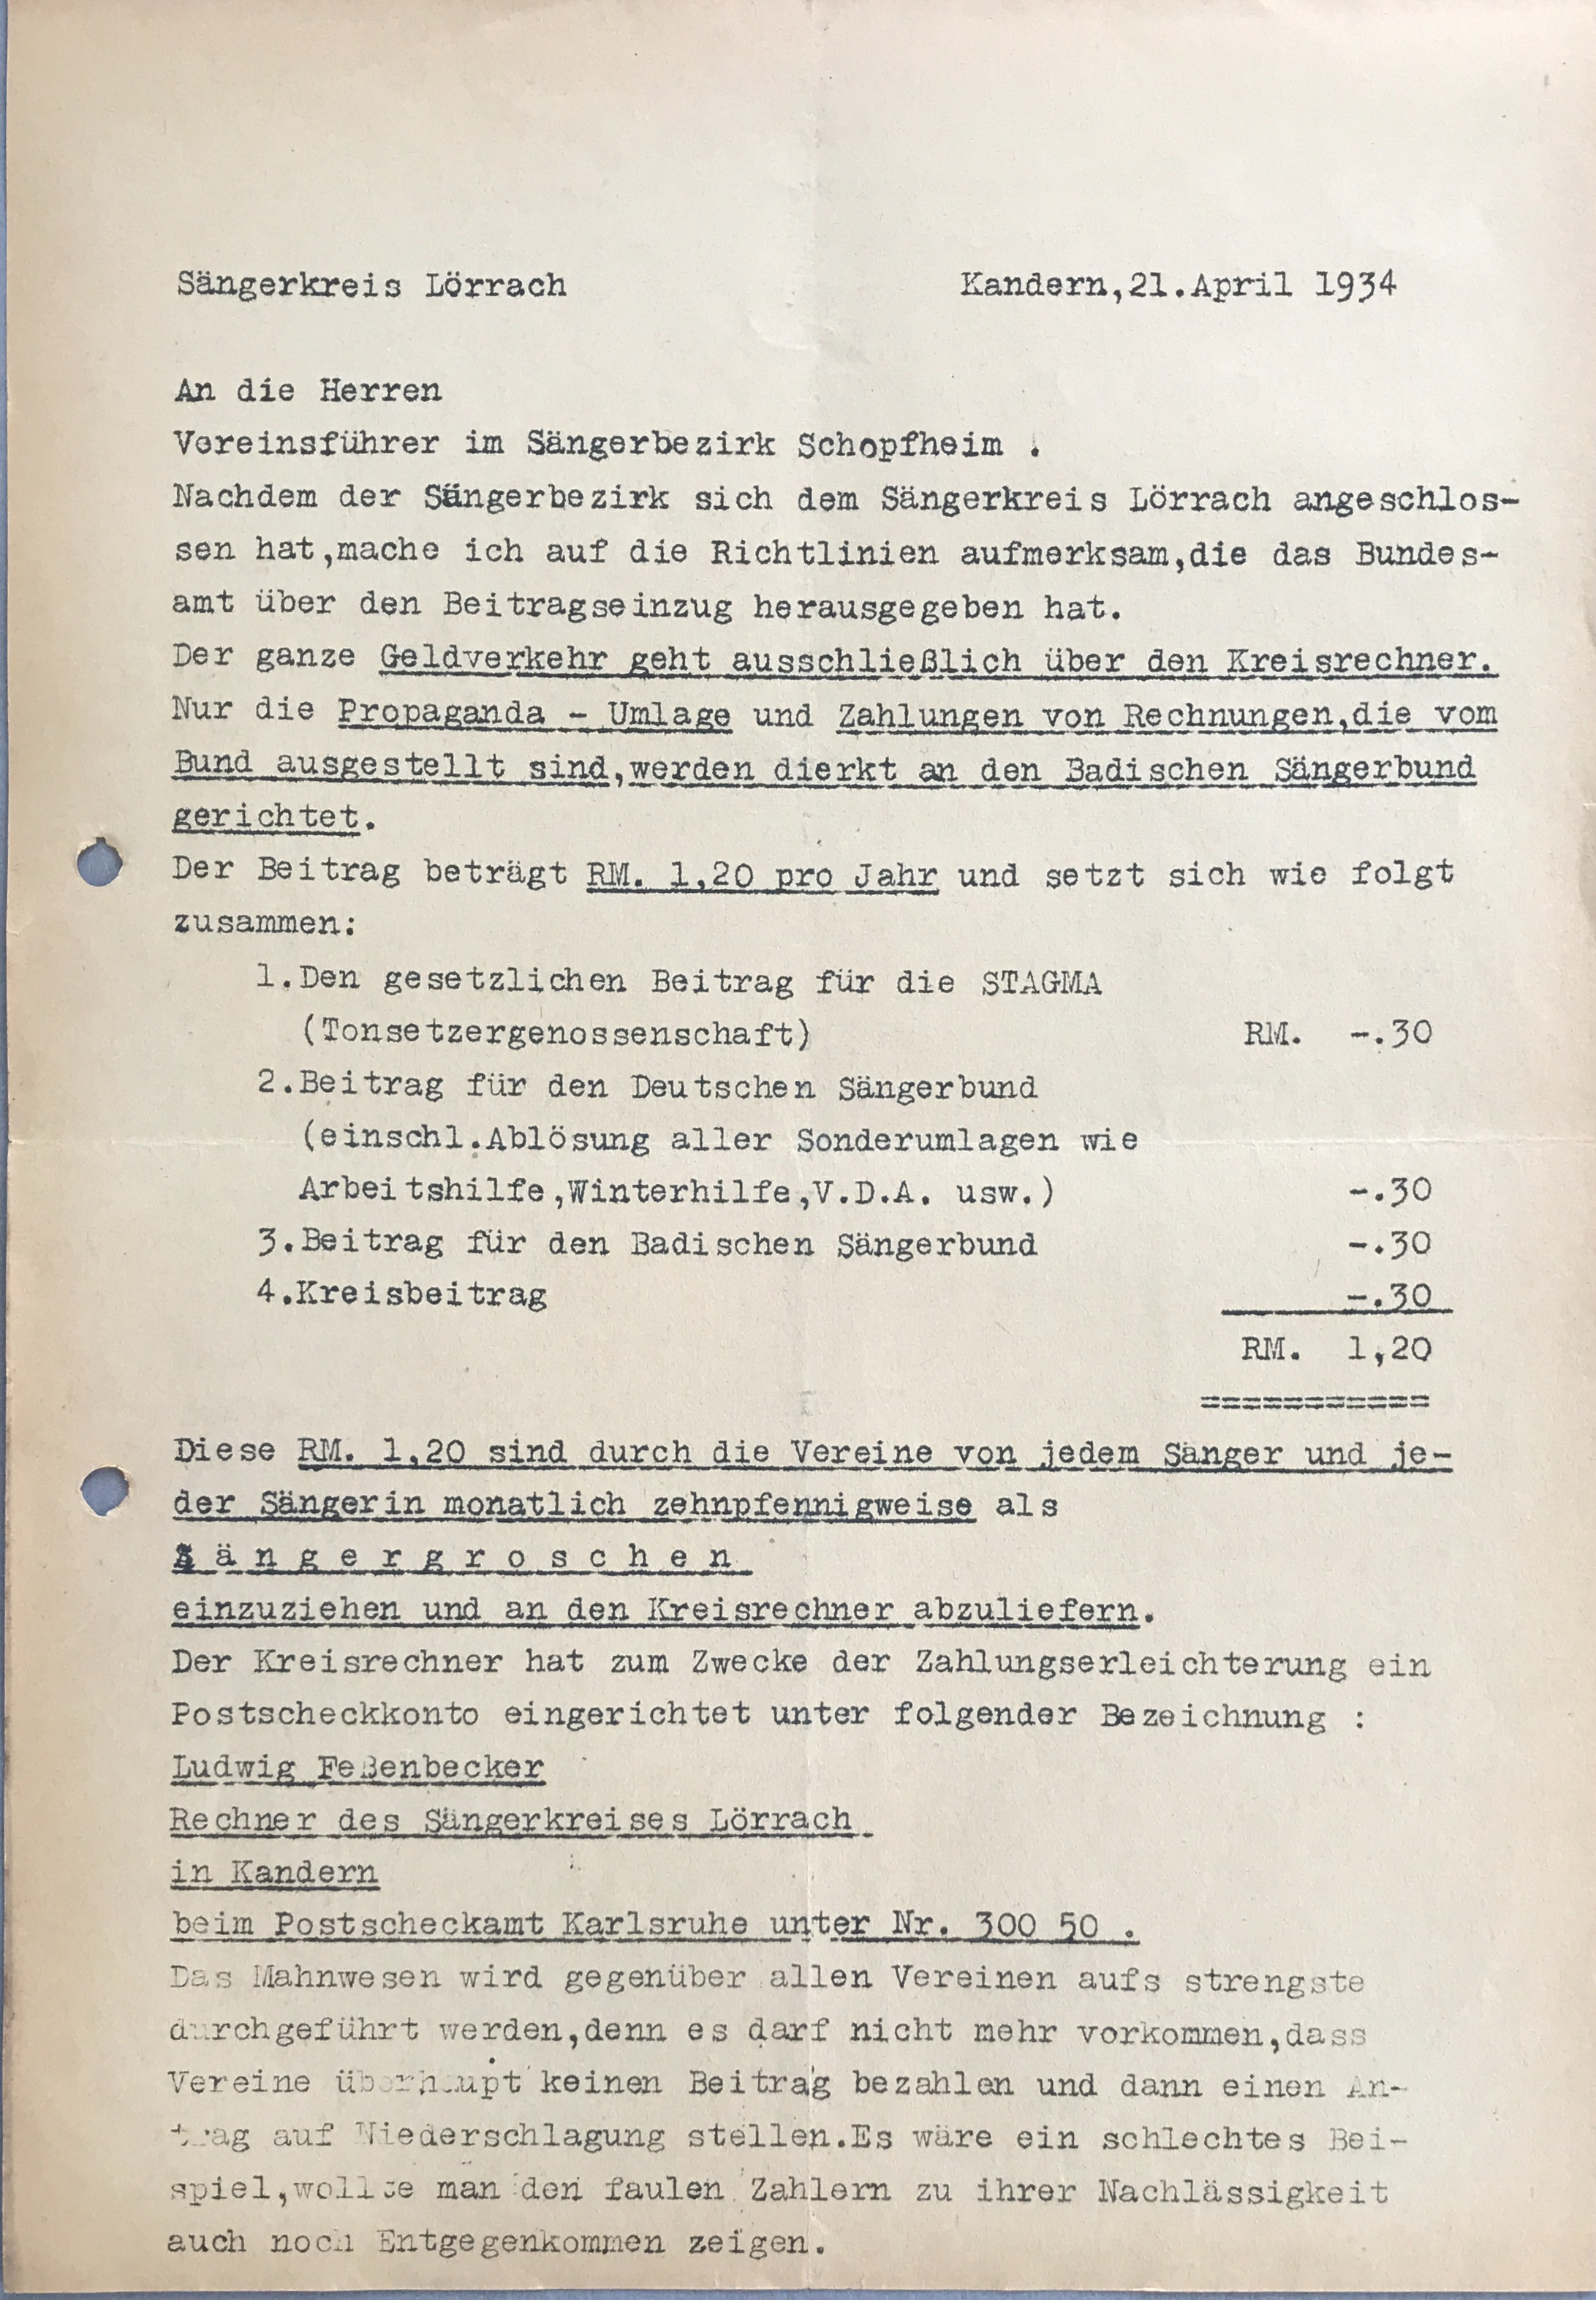 Sängerkreis Lörrach Kandern,21.April 1934
An die Herren
Vereinsführer im Sängerbezirk Schopfheim .
Nachdem der Sängerbezirk sich dem Sängerkreis Lörrach angeschlos-
sen hat,mache ich auf die Richtlinien aufmerksam,die das Bundes-
amt über den Beitragseinzug herausgegeben hat.
Der ganze Geldverkehr geht ausschließlich über den Kreisrechner.
Nur die Propaganda - Umlage und Zahlungen von Rechnungen,die vom
Bund ausgestellt sind,werden dierkt an den Badischen Sängerbund
gerichtet.
Der Beitrag beträgt RM. 1,20 pro Jahr und setzt sich wie folgt
zusammen:
1.Den gesetzlichen Beitrag für die STAGMA
(Tonsetzergenossenschaft) RM. -.30
2.Beitrag für den Deutschen Sängerbund
(einschl.Ablösung aller Sonderumlagen wie
Arbeitshilfe,Winterhilfe,V.D.A. usw.) -.30
3.Beitrag für den Badischen Sängerbund -.30
4.Kreisbeitrag -.30
RM. 1,20
===========
Diese RM. 1,20 sind durch die Vereine von jedem Sänger und je-
der Sängerin monatlich zehnpfennigweise als
S ä n g e r g r o s c h e n
einzuziehen und an den Kreisrechner abzuliefern.
Der Kreisrechner hat zum Zwecke der Zahlungserleichterung ein
Postscheckkonto eingerichtet unter folgender Bezeichnung :
Ludwig Feßenbecker
Rechner des Sängerkreises Lörrach
in Kandern
beim Postscheckamt Karlsruhe unter Nr. 300 50 .
Das Mahnwesen wird gegenüber allen Vereinen aufs strengste
durchgeführt werden,denn es darf nicht mehr vorkommen,dass
Vereine überhaupt keinen Beitrag bezahlen und dann einen An-
trag auf Niederschlagung stellen.Es wäre ein schlechtes Bei-
spiel,wollte man den faulen Zahlern zu ihrer Nachlässigkeit
auch noch Entgegenkommen zeigen.